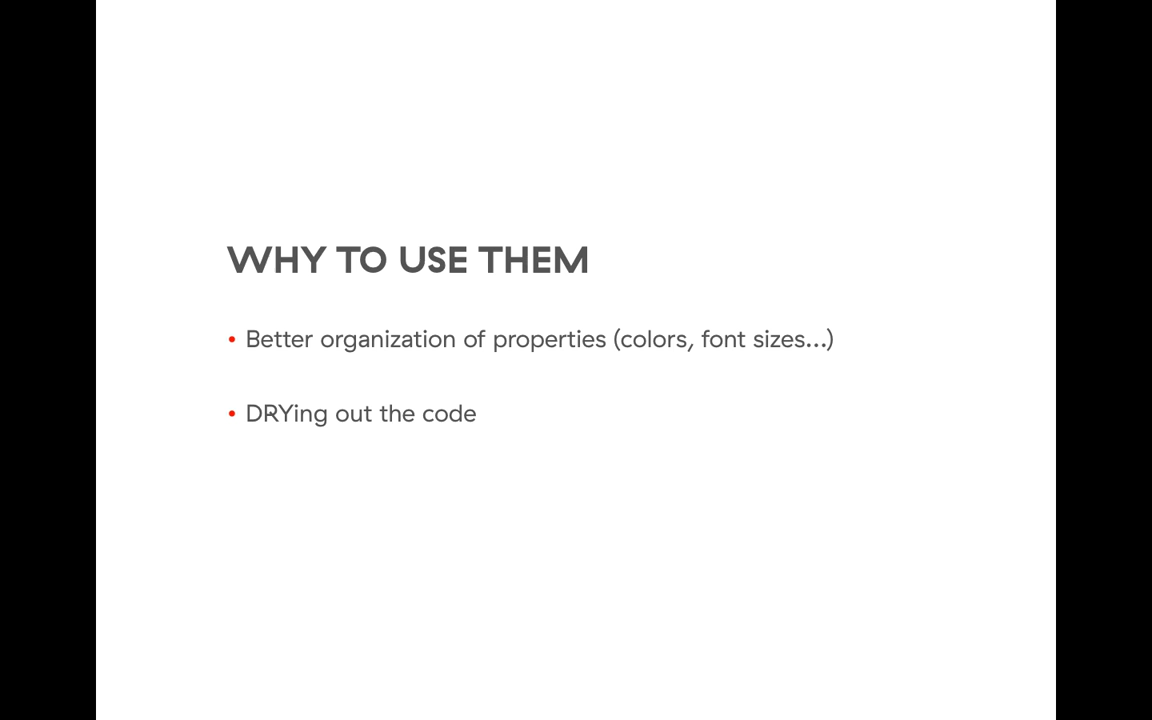 WHY TO USE THEM
• Better organization of properties (colors, font sizes...)
• DRYing out the code